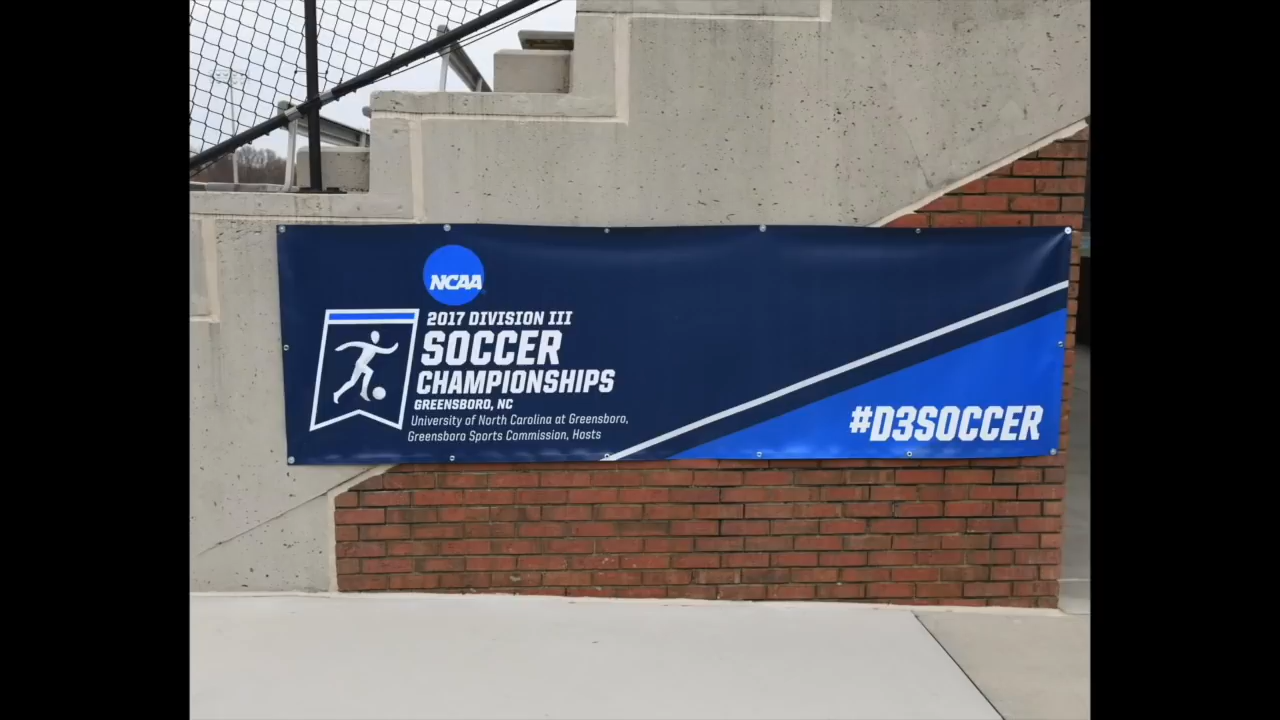 NCAA
2017 DIVISION III
SOCCER
CHAMPIONSHIPS
GREENSBORO, NC
University of North Carolina at Greensboro,
Greensboro Sports Commission, Hosts
#D3SOCCER